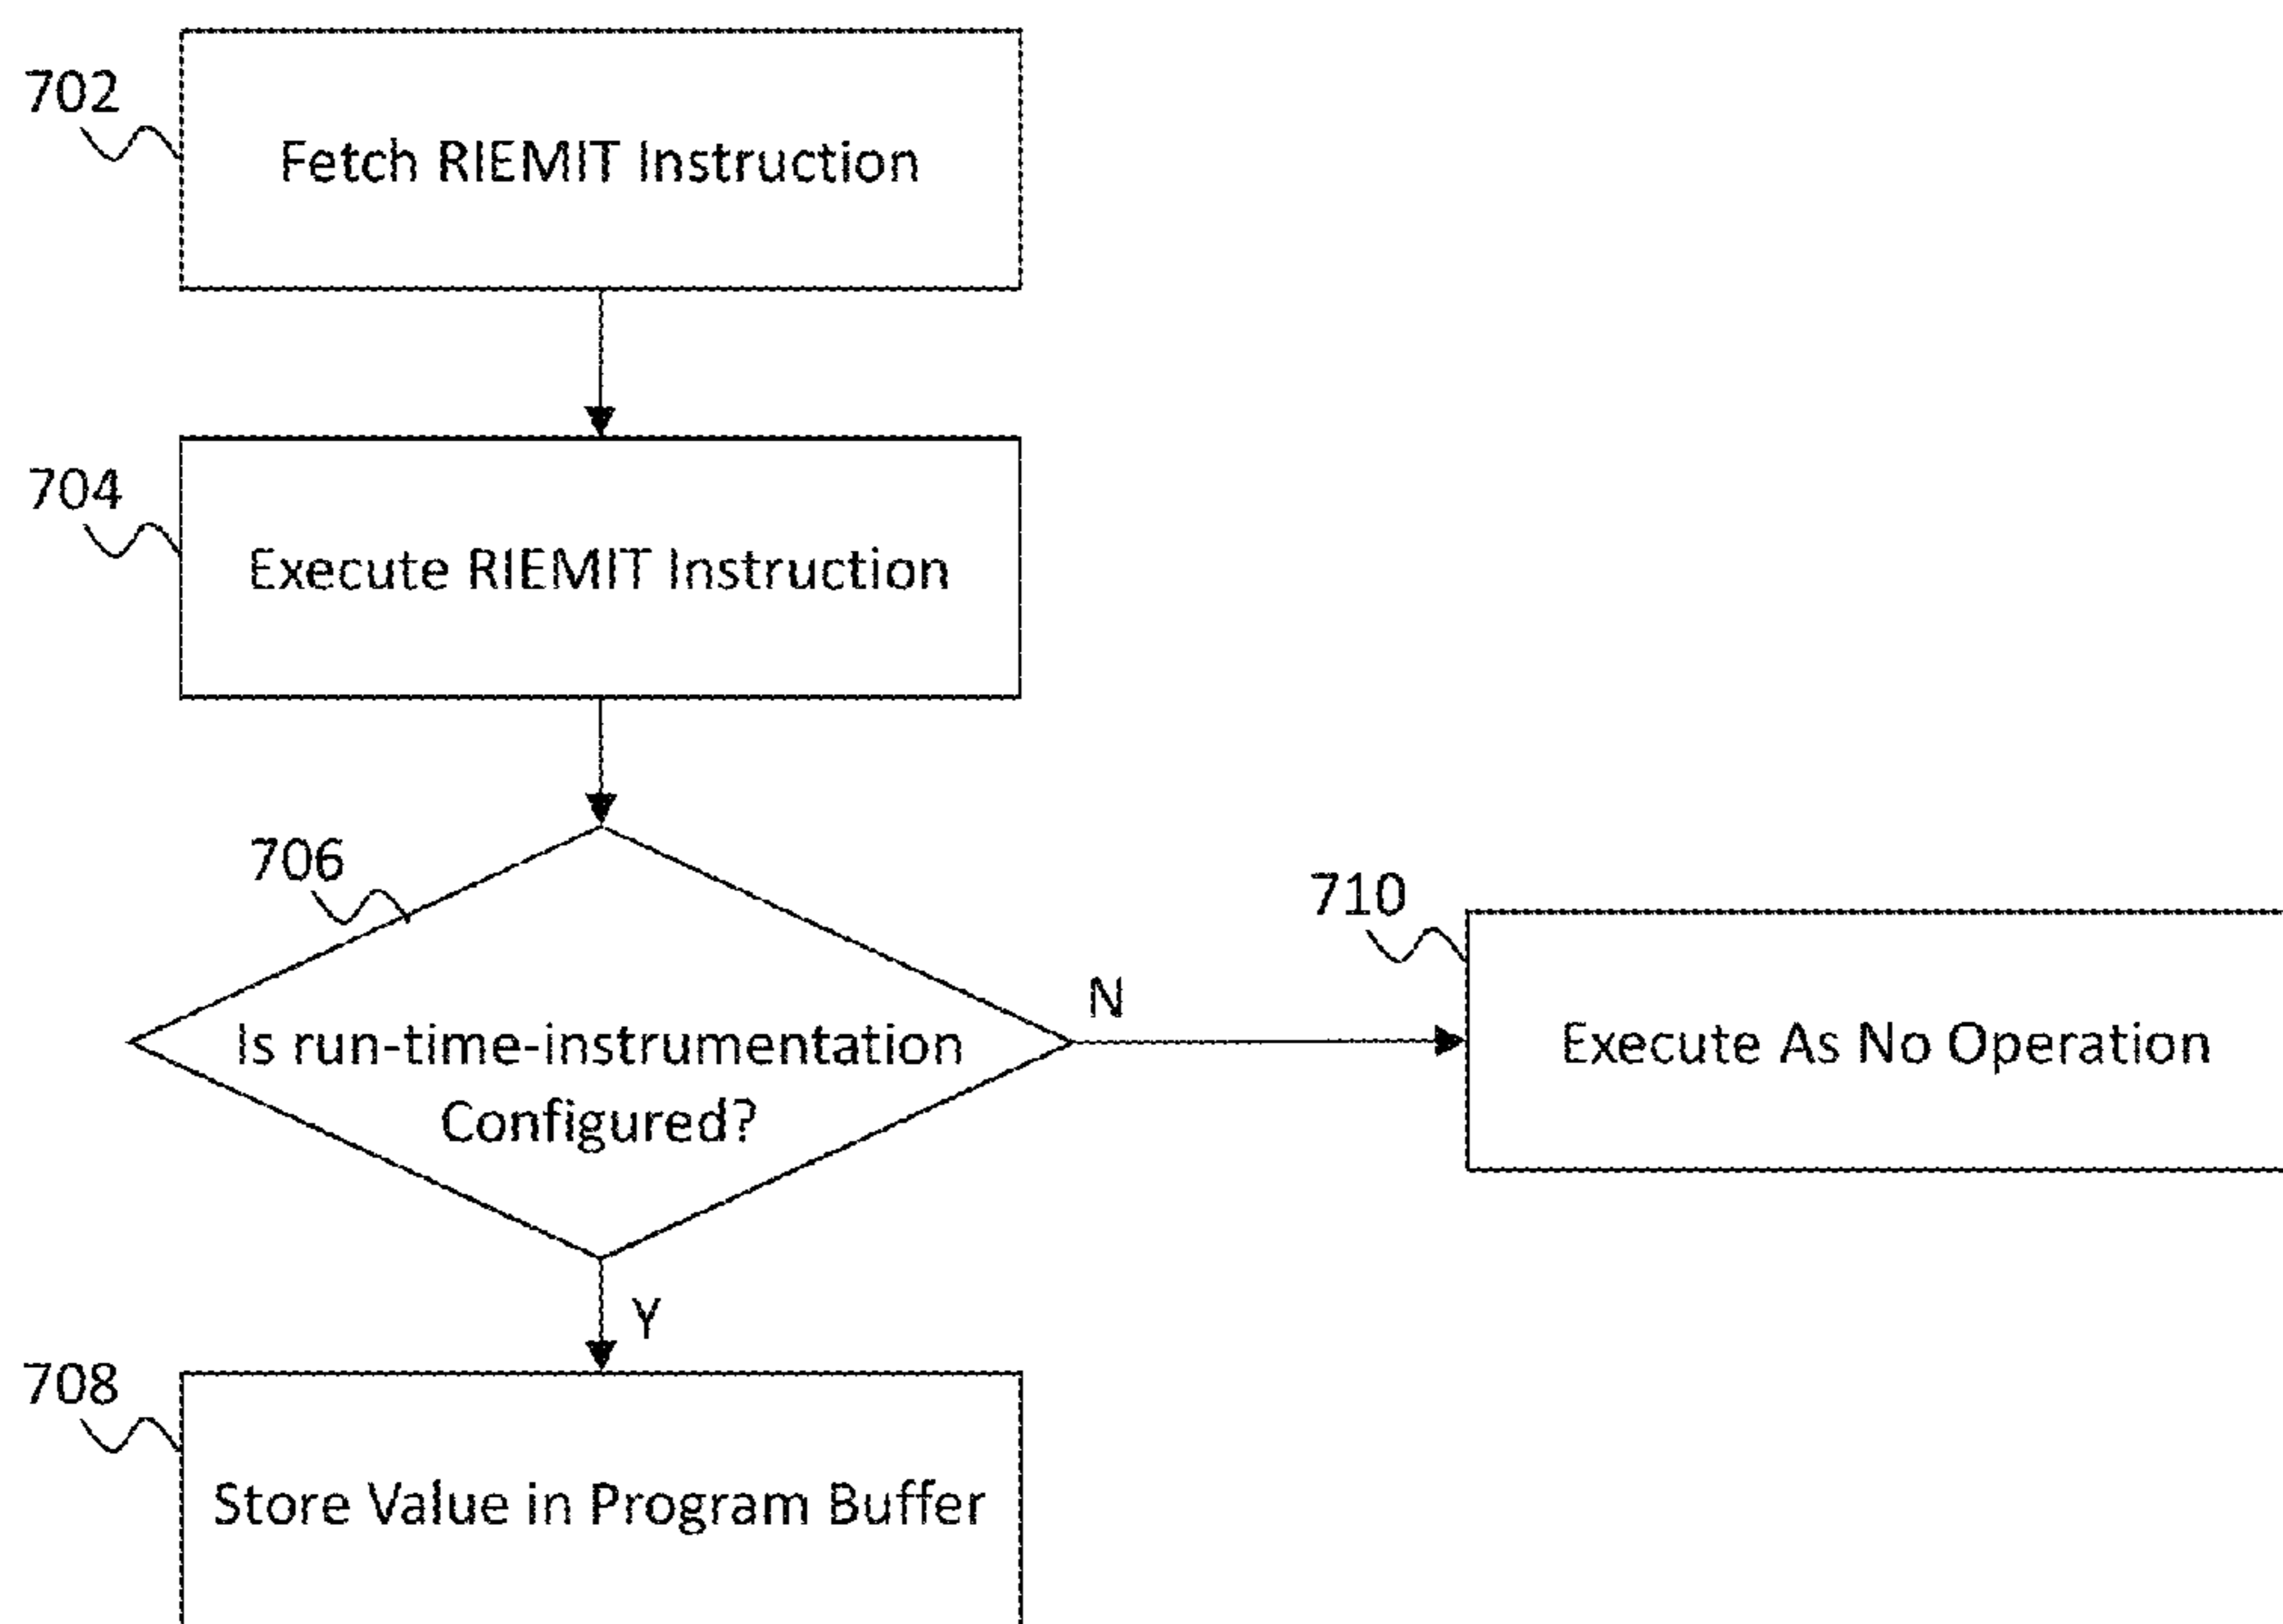 702
Fetch RIEMIT Instruction
704
Execute RIEMIT Instruction
706
Is run-time-instrumentation
Configured?
N
710
Execute As No Operation
Y
708
Store Value in Program Buffer